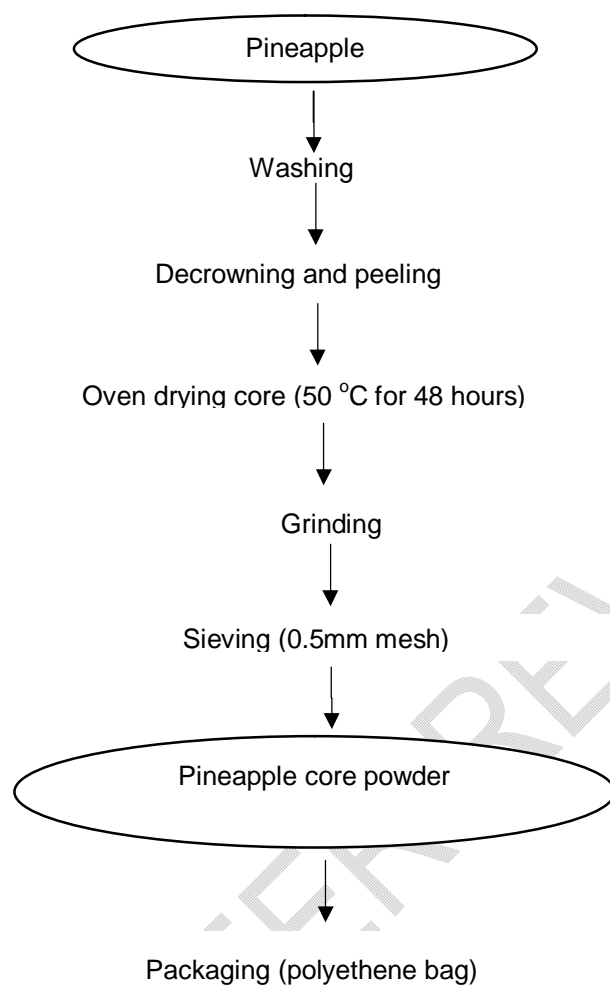 Pineapple
Washing
Decrowning and peeling
Oven drying core (50 °C for 48 hours)
Grinding
Sieving (0.5mm mesh)
Pineapple core powder
Packaging (polyethene bag)